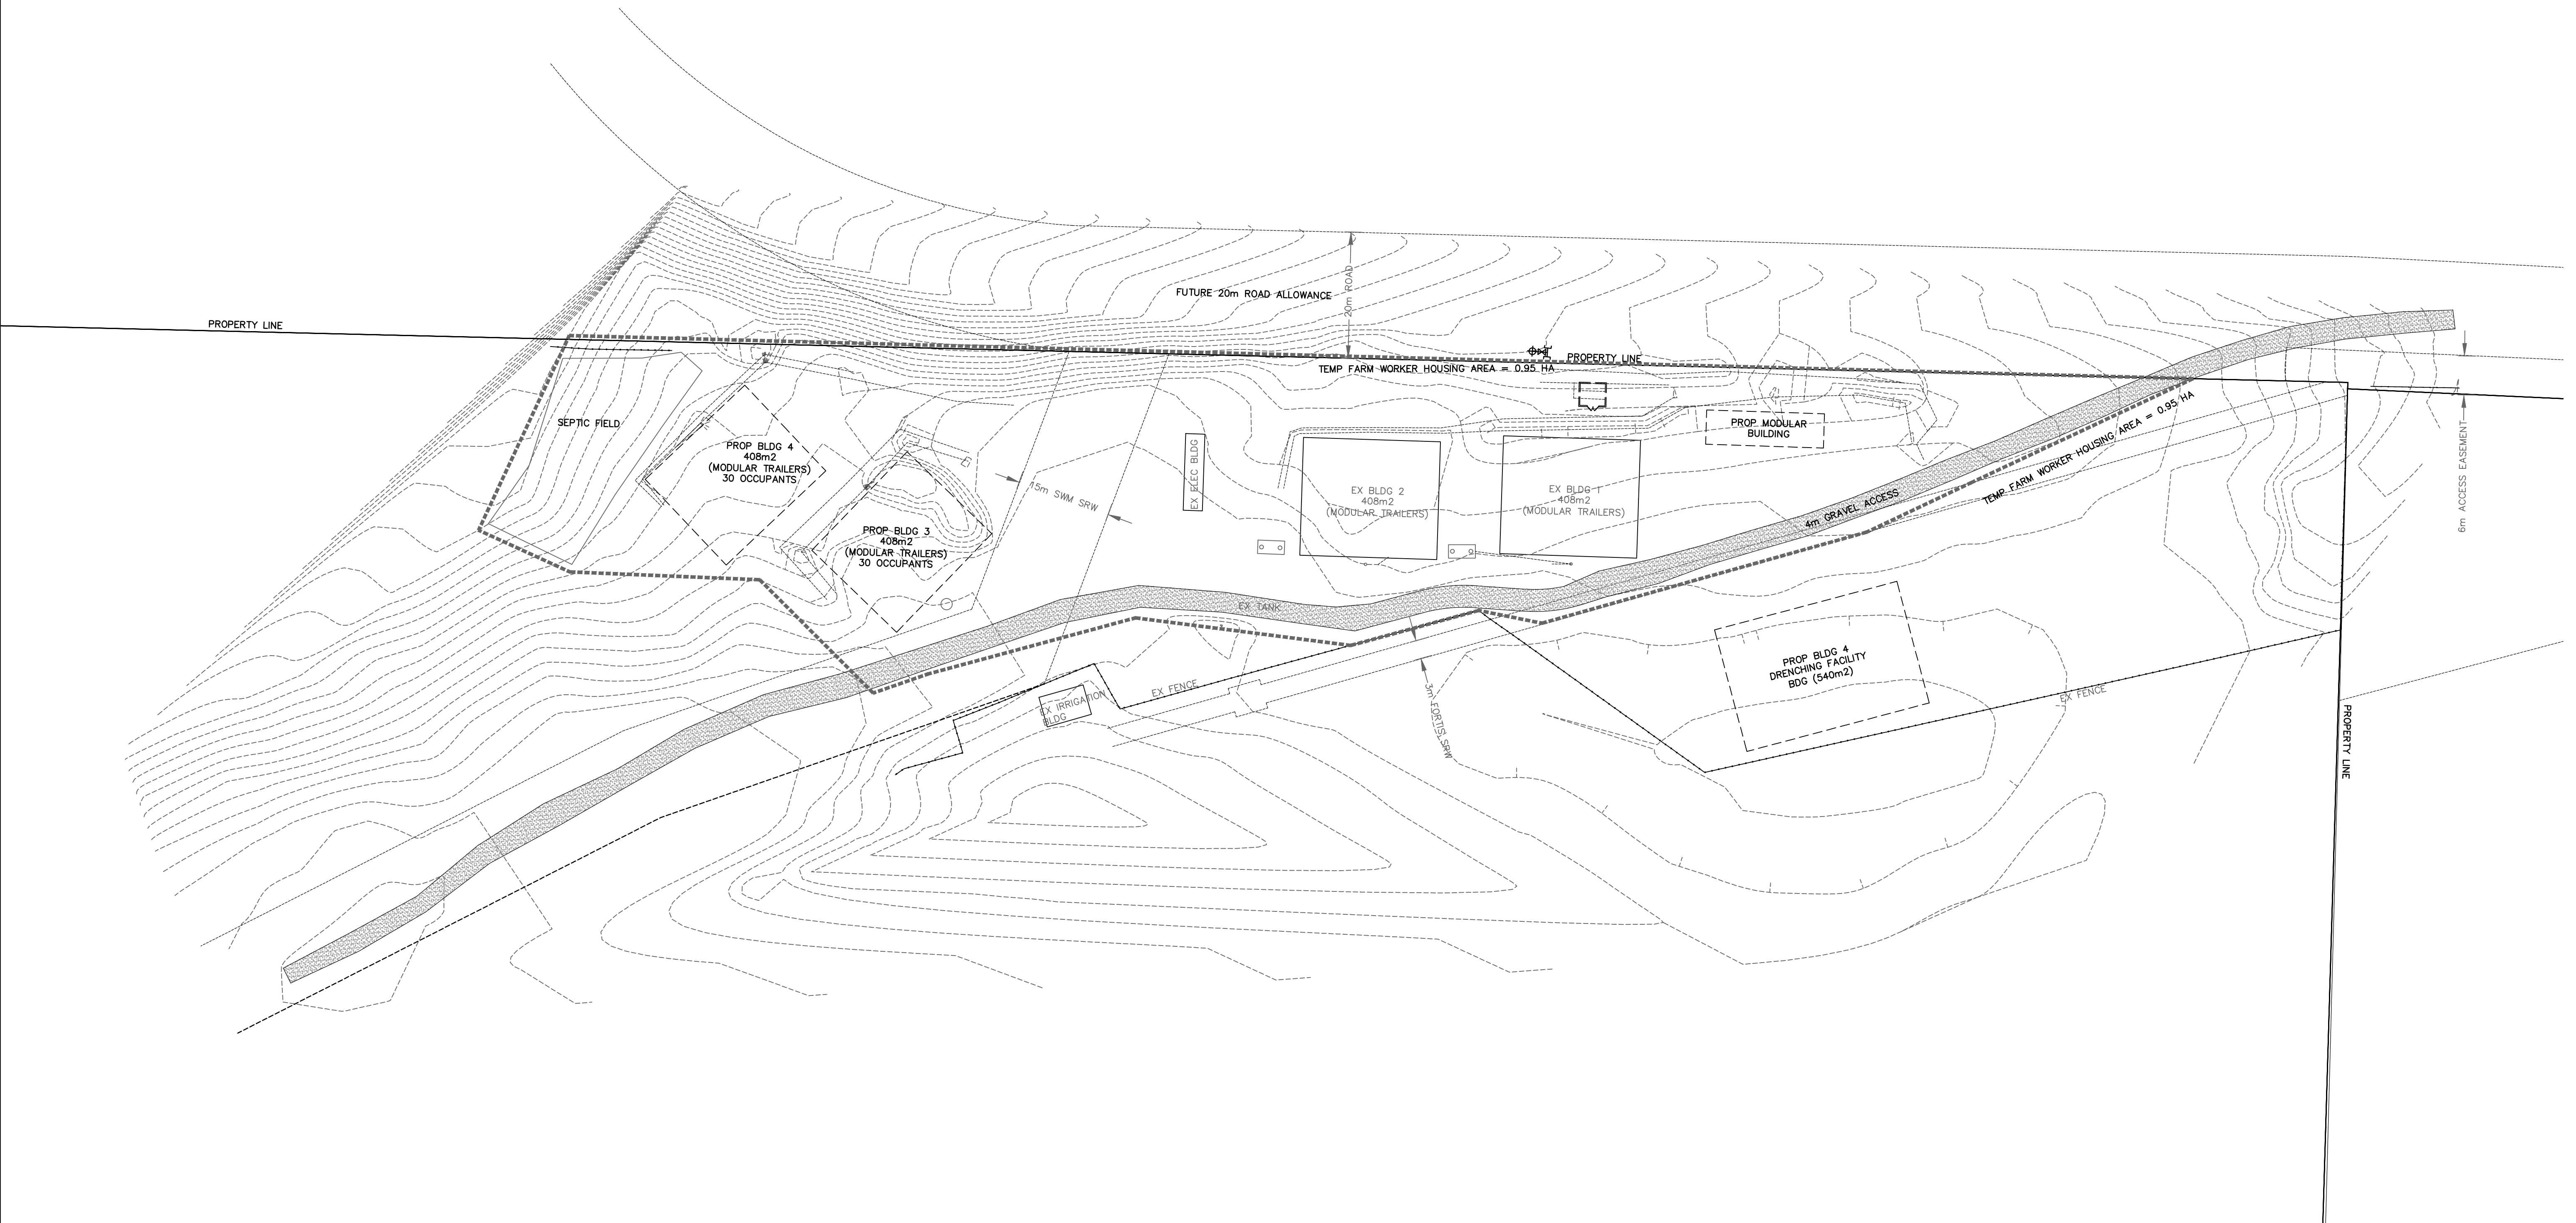 20m ROAD
FUTURE 20m ROAD ALLOWANCE
PROPERTY LINE
PROPERTY LINE
TEMP FARM WORKER HOUSING AREA = 0.95 HA
SEPTIC FIELD
PROP BLDG 4
408m2
(MODULAR TRAILERS)
30 OCCUPANTS
PROP BLDG 3
408m2
(MODULAR TRAILERS)
30 OCCUPANTS
15m SWM SRW
EX ELEC BLDG
EX BLDG 2
408m2
(MODULAR TRAILERS)
EX BLDG 1
408m2
(MODULAR TRAILERS)
PROP MODULAR
BUILDING
4m GRAVEL ACCESS
TEMP FARM WORKER HOUSING AREA = 0.95 HA
6m ACCESS EASEMENT
EX TANK
EX IRRIGATION
BLDG
EX FENCE
3m FORTIS SRW
PROP BLDG 4
DRENCHING FACILITY
BDG (540m2)
EX FENCE
PROPERTY LINE